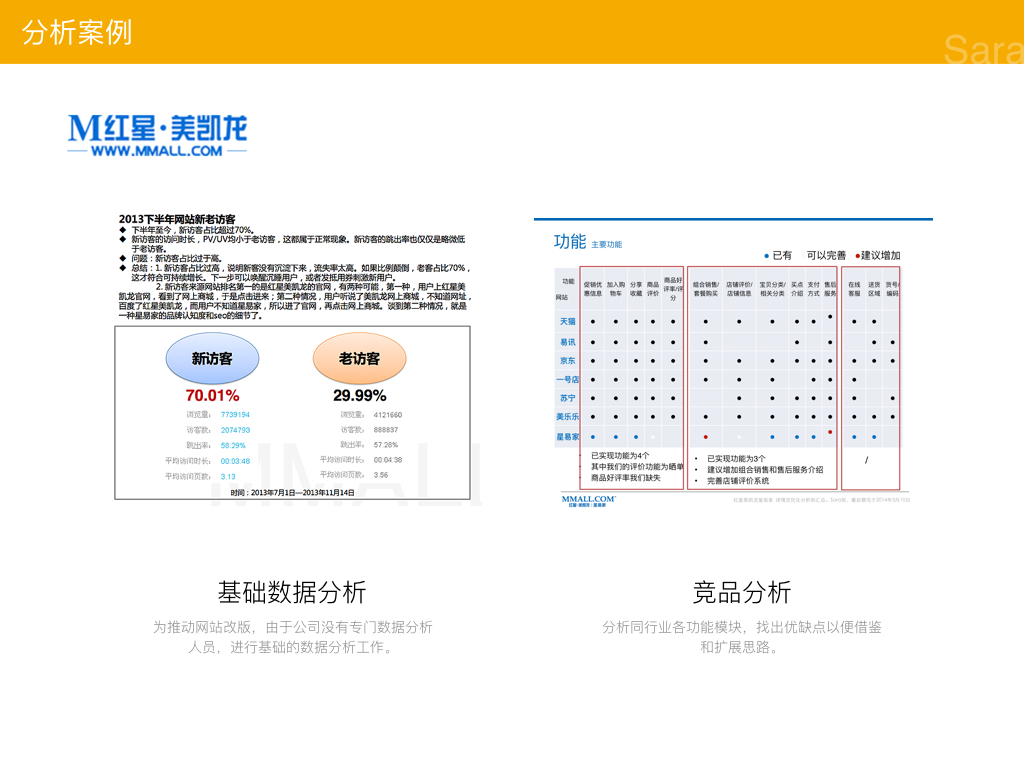 分析案例
Sara
M红星·美凯龙
WWW.MMALL.COM
2013下半年网站新老访客
◆ 下半年至今，新访客占比超过70%。
◆ 新访客的访问时长，PV/UV均小于老访客，这都属于正常现象。新访客的跳出率也仅仅是略微低
于老访客。
◆ 问题：新访客占比过于高。
◆ 总结：1. 新访客占比过高，说明新客没有沉淀下来，流失率太高。如果比例颠倒，老客占比70%，
这才符合可持续增长。下一步可以唤醒沉睡用户，或者发抵用券刺激新用户。
2. 新访客来源网站排名第一的是红星美凯龙的官网，有两种可能，第一种，用户上红星美
凯龙官网，看到了网上商城，于是点击进来；第二种情况，用户听说了美凯龙网上商城，不知道网址，
百度了红星美凯龙，而用户不知道星易家，所以进了官网，再点击网上商城。谈到第二种情况，就是
一种星易家的品牌认知度和seo的细节了。
新访客
老访客
70.01%
29.99%
浏览量： 7739194
浏览量： 4121660
访客数： 2074793
访客数： 888837
跳出率： 58.29%
跳出率： 57.28%
平均访问时长： 00:03:48
平均访问时长： 00:04:38
平均访问页数： 3.13
平均访问页数： 3.56
时间：2013年7月1日—2013年11月14日
MMALL
功能 主要功能
●已有 可以完善 ●建议增加
功能
网站
促销优惠信息
加入购物车
分享收藏
商品评价
商品好评率/评分
组合销售/套餐购买
店铺评价/店铺信息
宝贝分类/相关分类
买点介绍
支付方式
售后服务
在线客服
送货区域
货号/编码
天猫
易讯
京东
一号店
苏宁
美乐乐
星易家
• 已实现功能为4个
• 其中我们的评价功能为晒单
• 商品好评率我们缺失
• 已实现功能为3个
• 建议增加组合销售和售后服务介绍
• 完善店铺评价系统
/
MMALL.COM
基础数据分析
竞品分析
为推动网站改版，由于公司没有专门数据分析
人员，进行基础的数据分析工作。
分析同行业各功能模块，找出优缺点以便借鉴
和扩展思路。